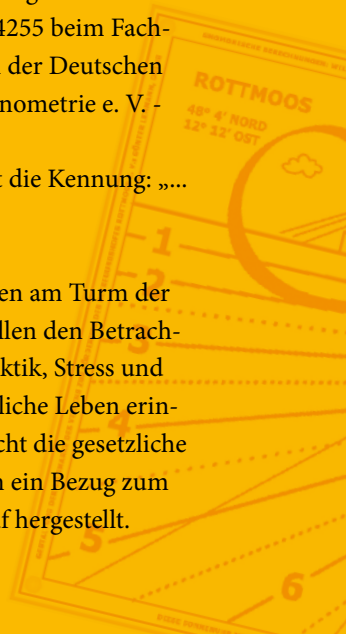 4255 beim Fach-
der Deutschen
nometrie e. V. -
t die Kennung: „...
en am Turm der
llen den Betrach-
ktik, Stress und
liche Leben erin-
cht die gesetzliche
n ein Bezug zum
f hergestellt.
ROTTMOOS
48° 4' NORD
12° 12' OST
1
2
3
4
5
6